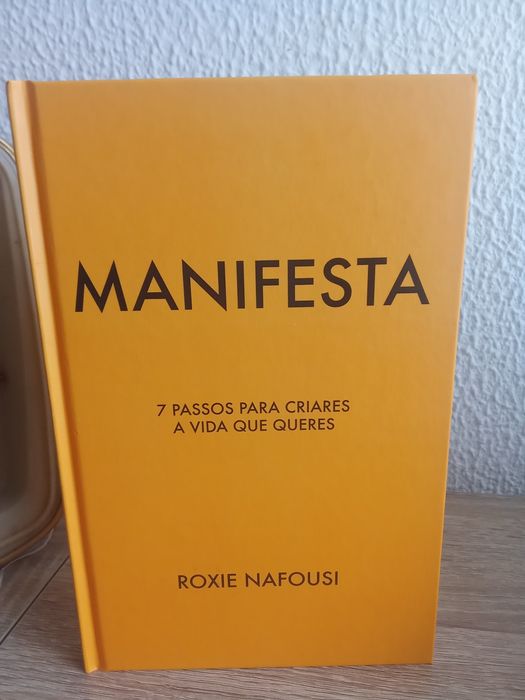 MANIFESTA
7 PASSOS PARA CRIARES
A VIDA QUE QUERES
ROXIE NAFOUSI